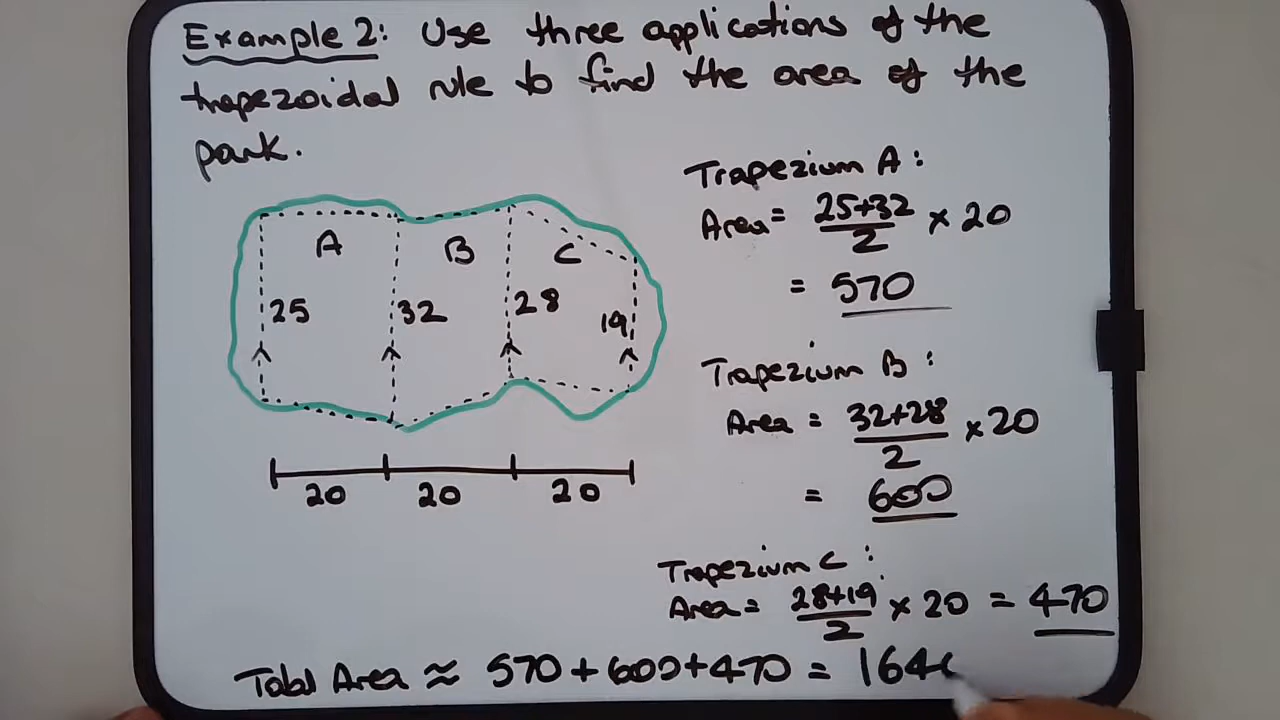 Example 2: Use three applications of the
trapezoidal rule to find the area of the
park.
A
B
C
25
32
28
19
20
20
20
Trapezium A:
Area = 25+32/2 × 20
= 570
Trapezium B:
Area = 32+28/2 × 20
= 600
Trapezium C:
Area = 28+19/2 × 20 = 470
Total Area ≈ 570+600+470 = 164